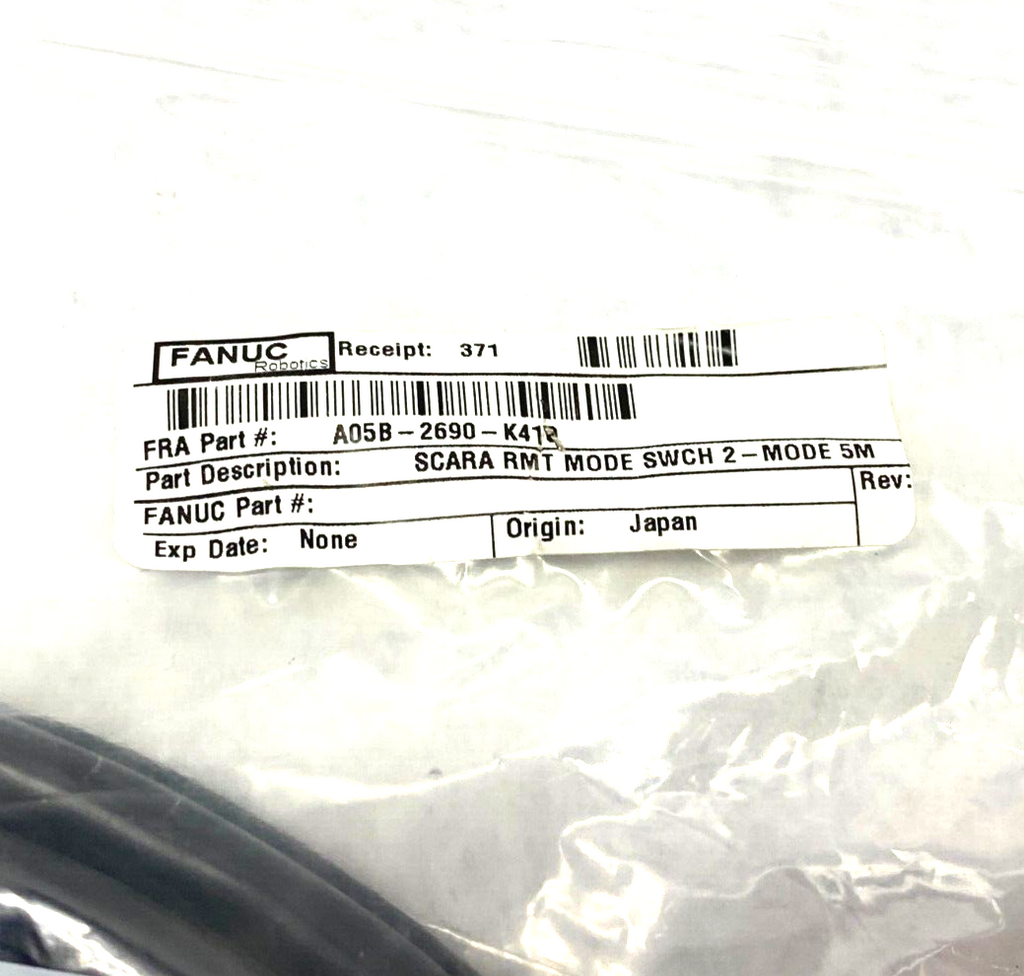 FANUC Robotics Receipt: 371
FRA Part #:
Part Description: SCARA RMT MODE SWCH 2-MODE 5M
FANUC Part #:
Rev:
Exp Date: None
Origin: Japan